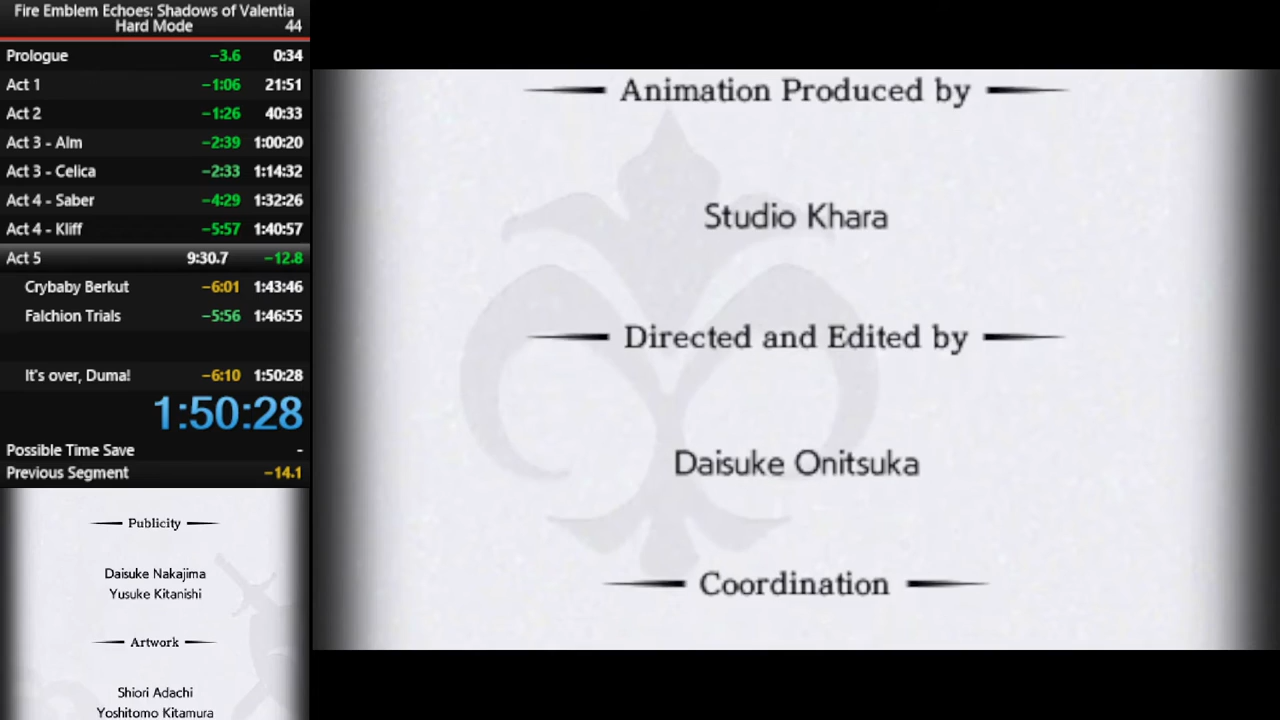 Fire Emblem Echoes: Shadows of Valentia
Hard Mode 44
Prologue −3.6 0:34
Act 1 −1:06 21:51
Act 2 −1:26 40:33
Act 3 - Alm −2:39 1:00:20
Act 3 - Celica −2:33 1:14:32
Act 4 - Saber −4:29 1:32:26
Act 4 - Kliff −5:57 1:40:57
Act 5 9:30.7 −12.8
Crybaby Berkut −6:01 1:43:46
Falchion Trials −5:56 1:46:55
It's over, Duma! −6:10 1:50:28
1:50:28
Possible Time Save -
Previous Segment −14.1
Publicity
Daisuke Nakajima
Yusuke Kitanishi
Artwork
Shiori Adachi
Yoshitomo Kitamura
Animation Produced by
Studio Khara
Directed and Edited by
Daisuke Onitsuka
Coordination